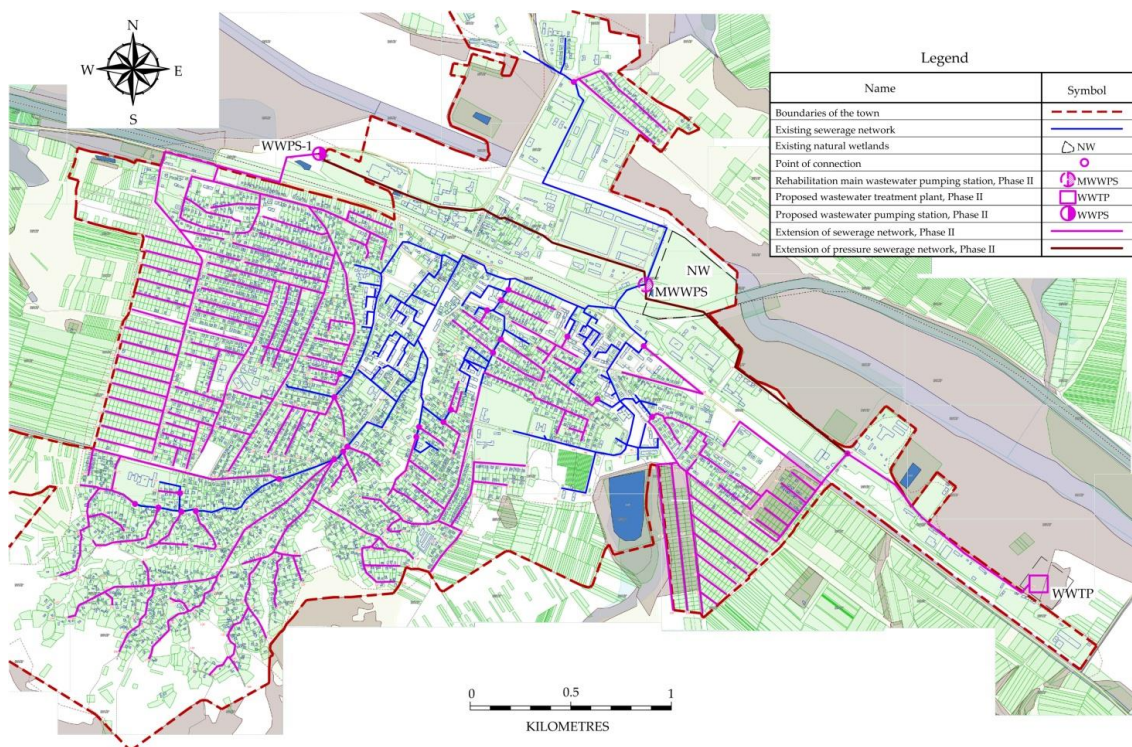 N
W E
S
WWPS-1
NW
MWWPS
WWTP
Legend
Name Symbol
Boundaries of the town
Existing sewerage network
Existing natural wetlands NW
Point of connection
Rehabilitation main wastewater pumping station, Phase II MWWPS
Proposed wastewater treatment plant, Phase II WWTP
Proposed wastewater pumping station, Phase II WWPS
Extension of sewerage network, Phase II
Extension of pressure sewerage network, Phase II
0 0.5 1
KILOMETRES